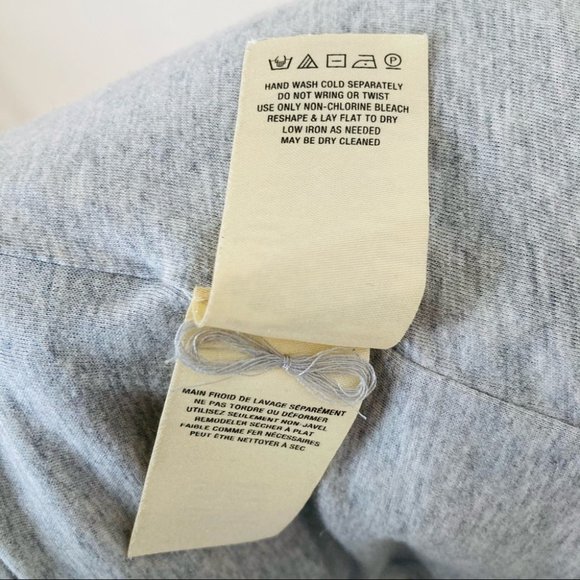 HAND WASH COLD SEPARATELY
DO NOT WRING OR TWIST
USE ONLY NON-CHLORINE BLEACH
RESHAPE & LAY FLAT TO DRY
LOW IRON AS NEEDED
MAY BE DRY CLEANED
MAIN FROID DE LAVAGE SÉPARÉMENT
NE PAS TORDRE OU DÉFORMER
UTILISEZ SEULEMENT NON-JAVEL
REMODELER SÉCHER À PLAT
FAIBLE COMME FER NÉCESSAIRES
PEUT ÊTRE NETTOYER À SEC